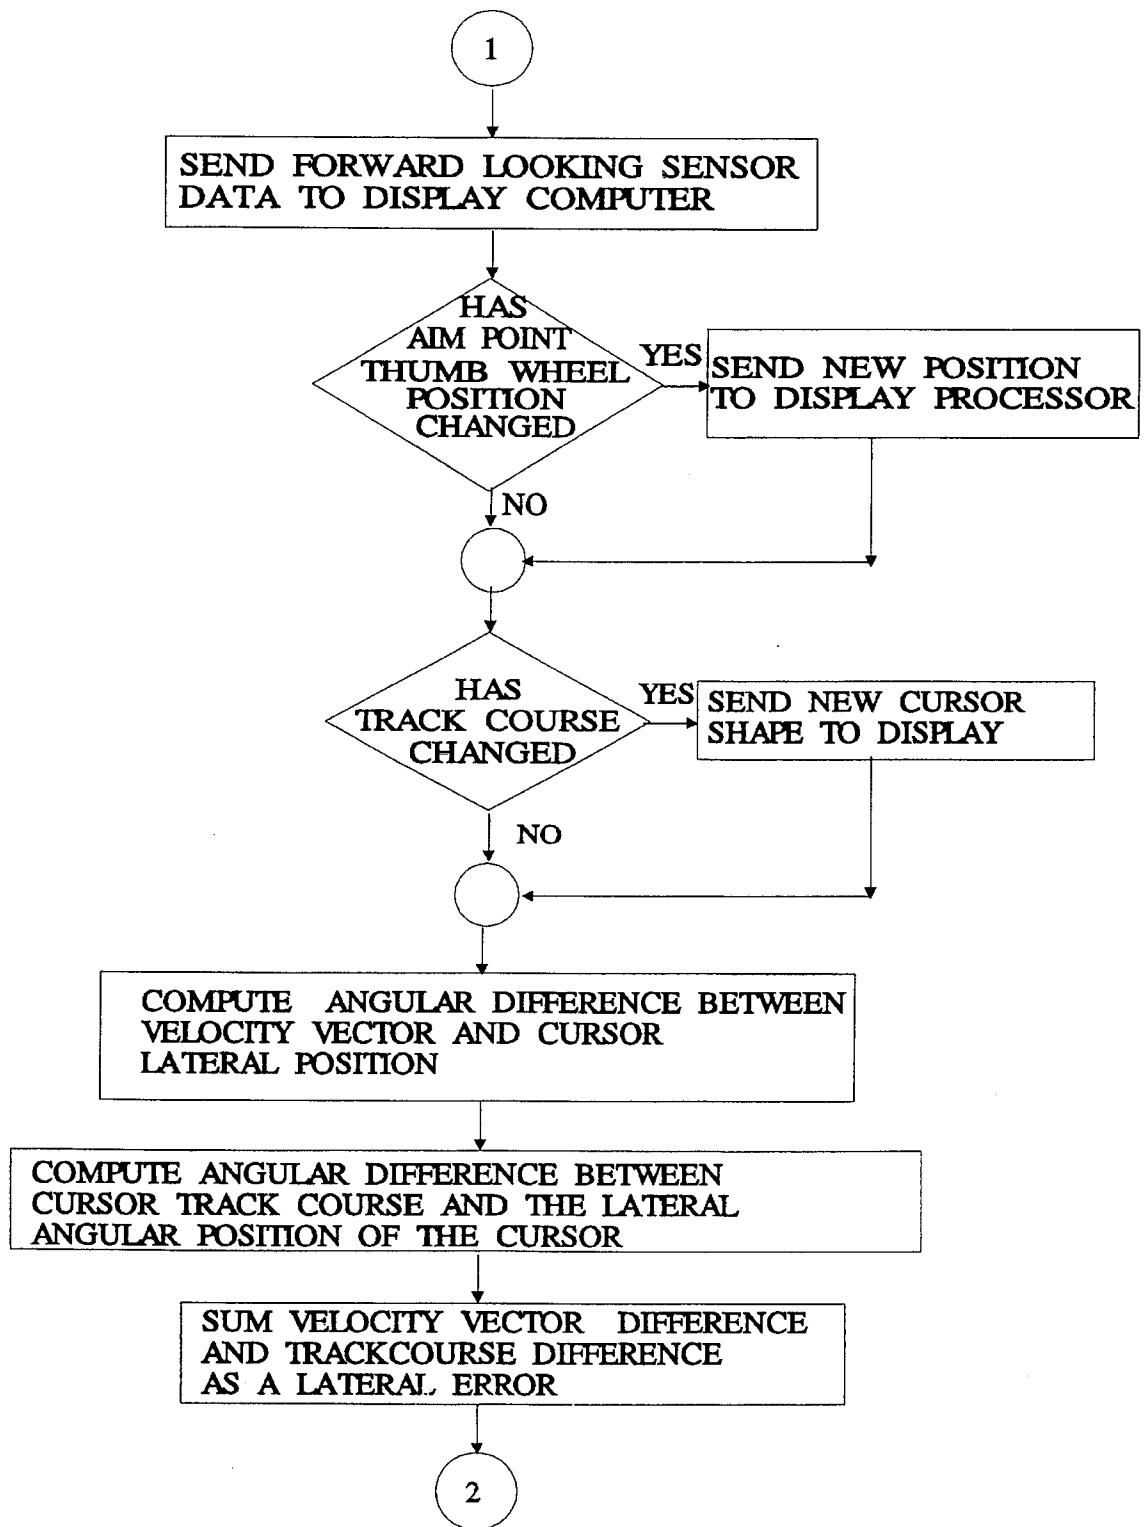 1
SEND FORWARD LOOKING SENSOR
DATA TO DISPLAY COMPUTER
HAS
AIM POINT
THUMB WHEEL
POSITION
CHANGED
YES
SEND NEW POSITION
TO DISPLAY PROCESSOR
NO
HAS
TRACK COURSE
CHANGED
YES
SEND NEW CURSOR
SHAPE TO DISPLAY
NO
COMPUTE ANGULAR DIFFERENCE BETWEEN
VELOCITY VECTOR AND CURSOR
LATERAL POSITION
COMPUTE ANGULAR DIFFERENCE BETWEEN
CURSOR TRACK COURSE AND THE LATERAL
ANGULAR POSITION OF THE CURSOR
SUM VELOCITY VECTOR DIFFERENCE
AND TRACKCOURSE DIFFERENCE
AS A LATERAL ERROR
2